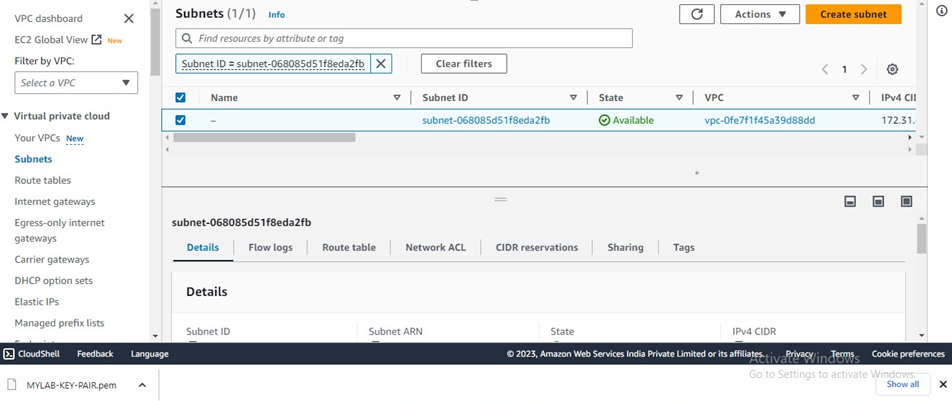 VPC dashboard
EC2 Global View New
Filter by VPC:
Select a VPC
Virtual private cloud
Your VPCs New
Subnets
Route tables
Internet gateways
Egress-only internet
gateways
Carrier gateways
DHCP option sets
Elastic IPs
Managed prefix lists
Subnets (1/1) Info
Actions
Create subnet
Find resources by attribute or tag
Subnet ID = subnet-068085d51f8eda2fb
Clear filters
1
Name Subnet ID State VPC IPv4 CI
– subnet-068085d51f8eda2fb Available vpc-0fe7f1f45a39d88dd 172.31.
subnet-068085d51f8eda2fb
Details Flow logs Route table Network ACL CIDR reservations Sharing Tags
Details
Subnet ID Subnet ARN State IPv4 CIDR
CloudShell Feedback Language © 2023, Amazon Web Services India Private Limited or its affiliates. Privacy Terms Cookie preferences
Activate Windows
Go to Settings to activate Windows.
MYLAB-KEY-PAIR.pem
Show all